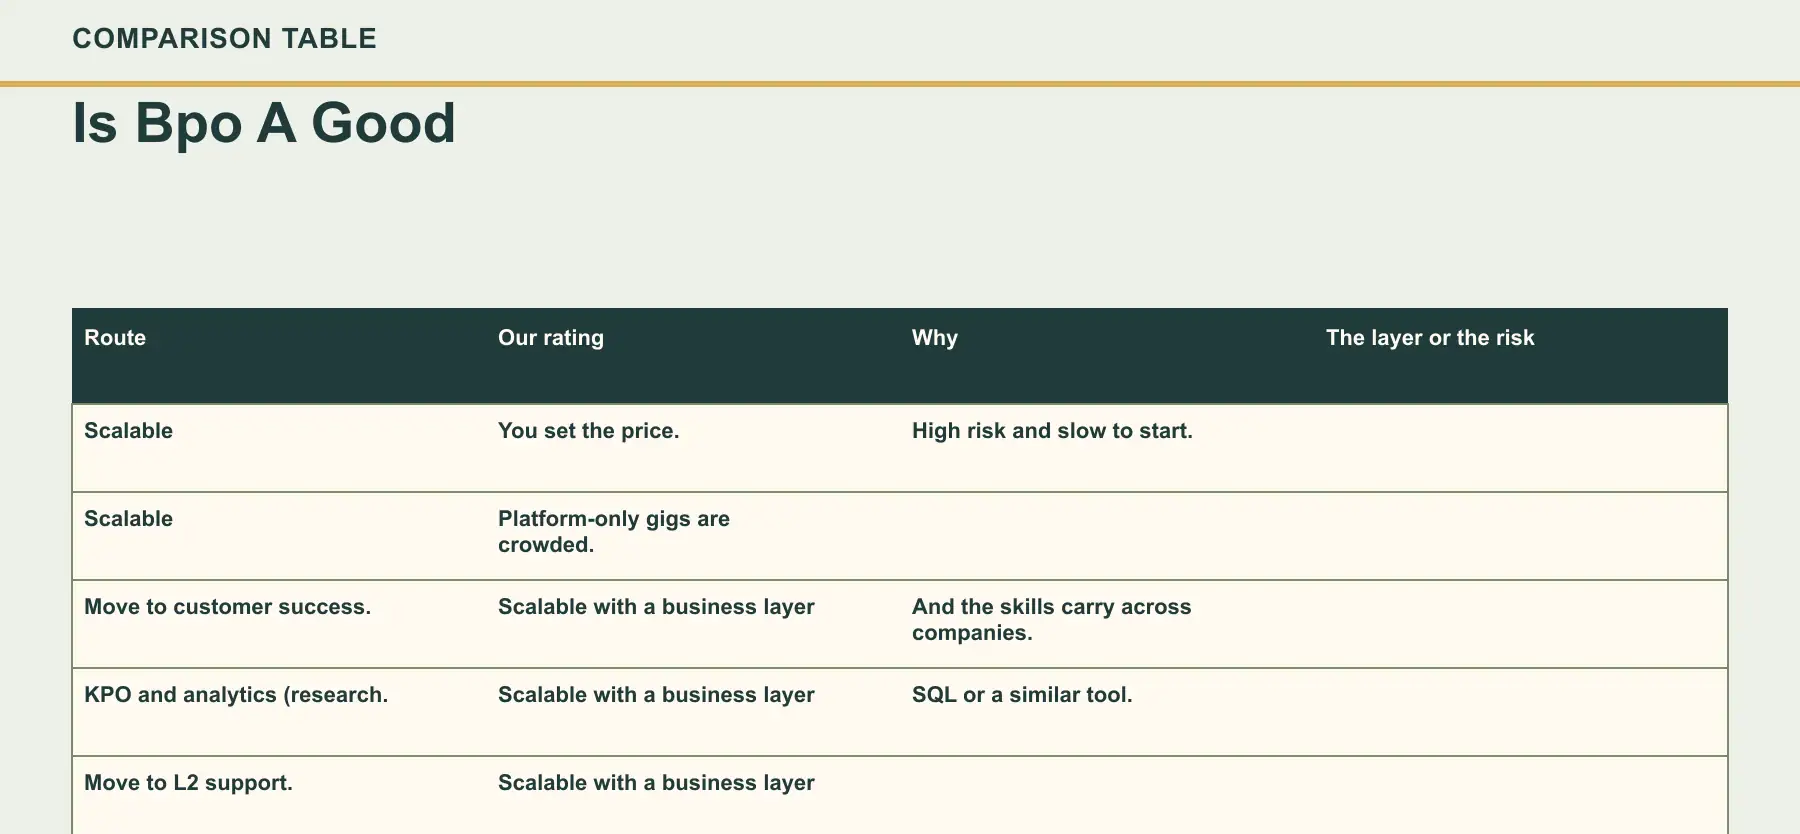 COMPARISON TABLE
Is Bpo A Good
Route Our rating Why The layer or the risk
Scalable You set the price. High risk and slow to start.
Scalable Platform-only gigs are
crowded.
Move to customer success. Scalable with a business layer And the skills carry across
companies.
KPO and analytics (research. Scalable with a business layer SQL or a similar tool.
Move to L2 support. Scalable with a business layer